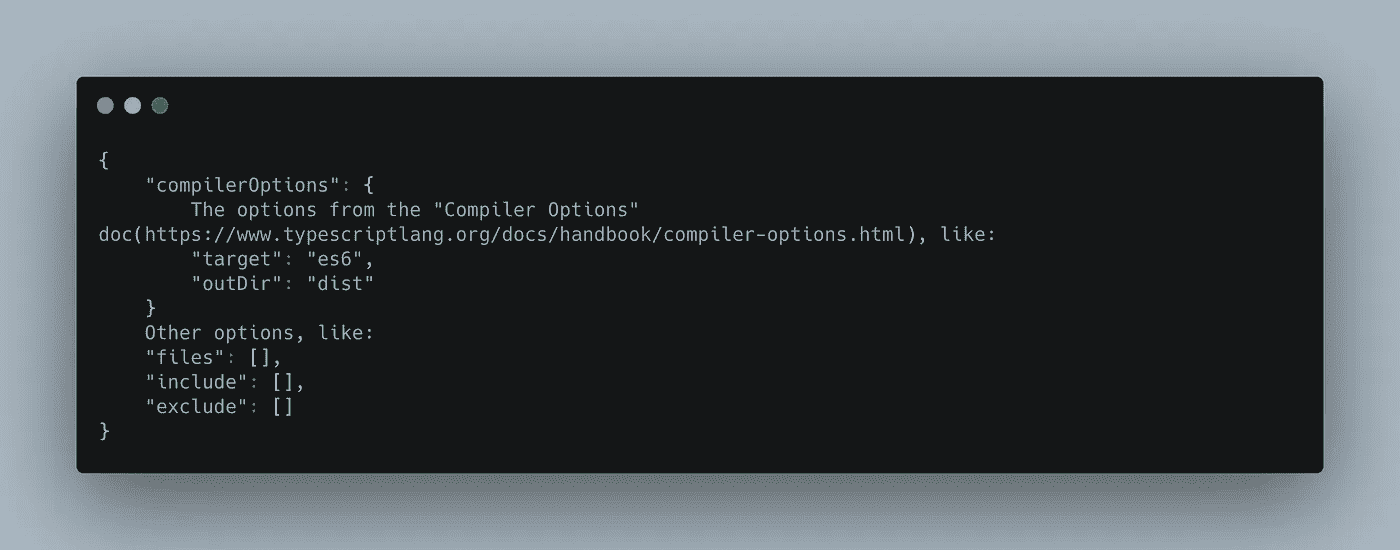 {
    "compilerOptions": {
        The options from the "Compiler Options"
doc(https://www.typescriptlang.org/docs/handbook/compiler-options.html), like:
        "target": "es6",
        "outDir": "dist"
    }
    Other options, like:
    "files": [],
    "include": [],
    "exclude": []
}